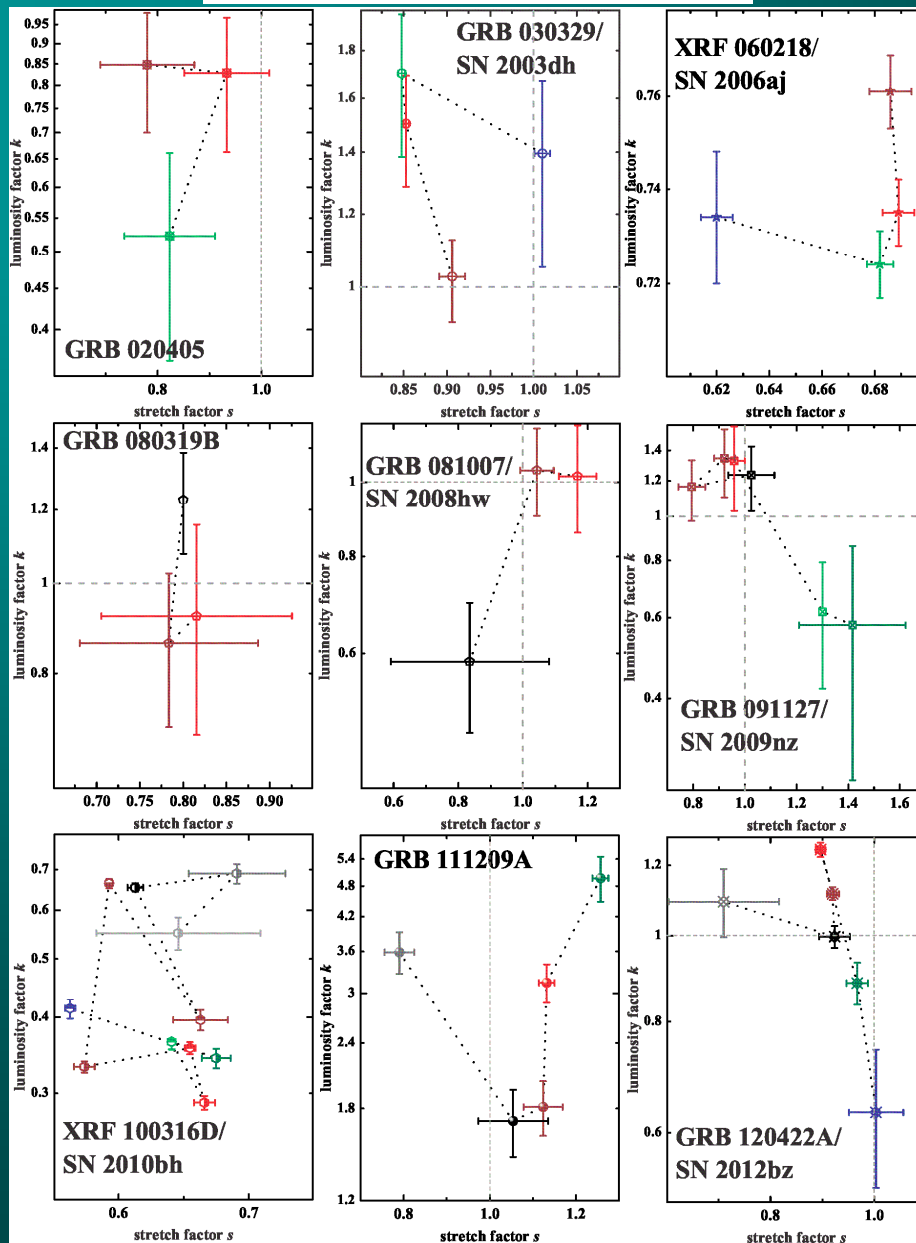 0.95
0.9
0.85
0.8
0.75
0.7
0.65
0.6
0.55
0.5
0.45
0.4
luminosity factor k
GRB 020405
0.8
1.0
stretch factor s
1.8
1.6
1.4
1.2
1
luminosity factor k
GRB 030329/
SN 2003dh
0.85
0.90
0.95
1.00
1.05
stretch factor s
0.76
0.74
0.72
luminosity factor k
XRF 060218/
SN 2006aj
0.62
0.64
0.66
0.68
stretch factor s
1.4
1.2
1
0.8
luminosity factor k
GRB 080319B
0.70
0.75
0.80
0.85
0.90
stretch factor s
1
0.8
0.6
luminosity factor k
GRB 081007/
SN 2008hw
0.6
0.8
1.0
1.2
stretch factor s
1.4
1.2
1
0.8
0.6
0.4
luminosity factor k
GRB 091127/
SN 2009nz
0.8
1.0
1.2
1.4
1.6
stretch factor s
0.7
0.6
0.5
0.4
0.3
luminosity factor k
XRF 100316D/
SN 2010bh
0.6
0.7
stretch factor s
5.4
4.8
4.2
3.6
3
2.4
1.8
1.2
luminosity factor k
GRB 111209A
0.8
1.0
1.2
stretch factor s
1.2
1
0.8
0.6
luminosity factor k
GRB 120422A/
SN 2012bz
0.8
1.0
stretch factor s